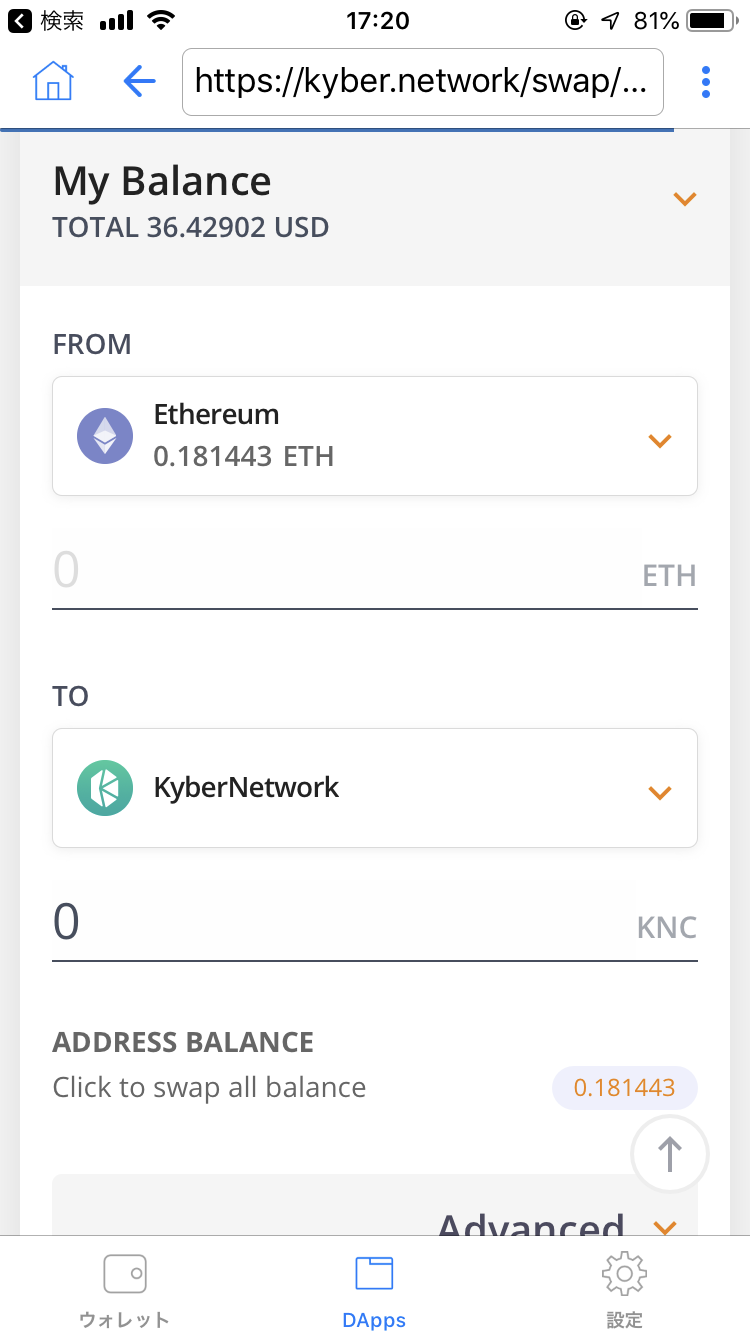 検索 17:20 81%
https://kyber.network/swap/...
My Balance
TOTAL 36.42902 USD
FROM
Ethereum
0.181443 ETH
0 ETH
TO
KyberNetwork
0 KNC
ADDRESS BALANCE
Click to swap all balance 0.181443
Advanced
ウォレット DApps 設定